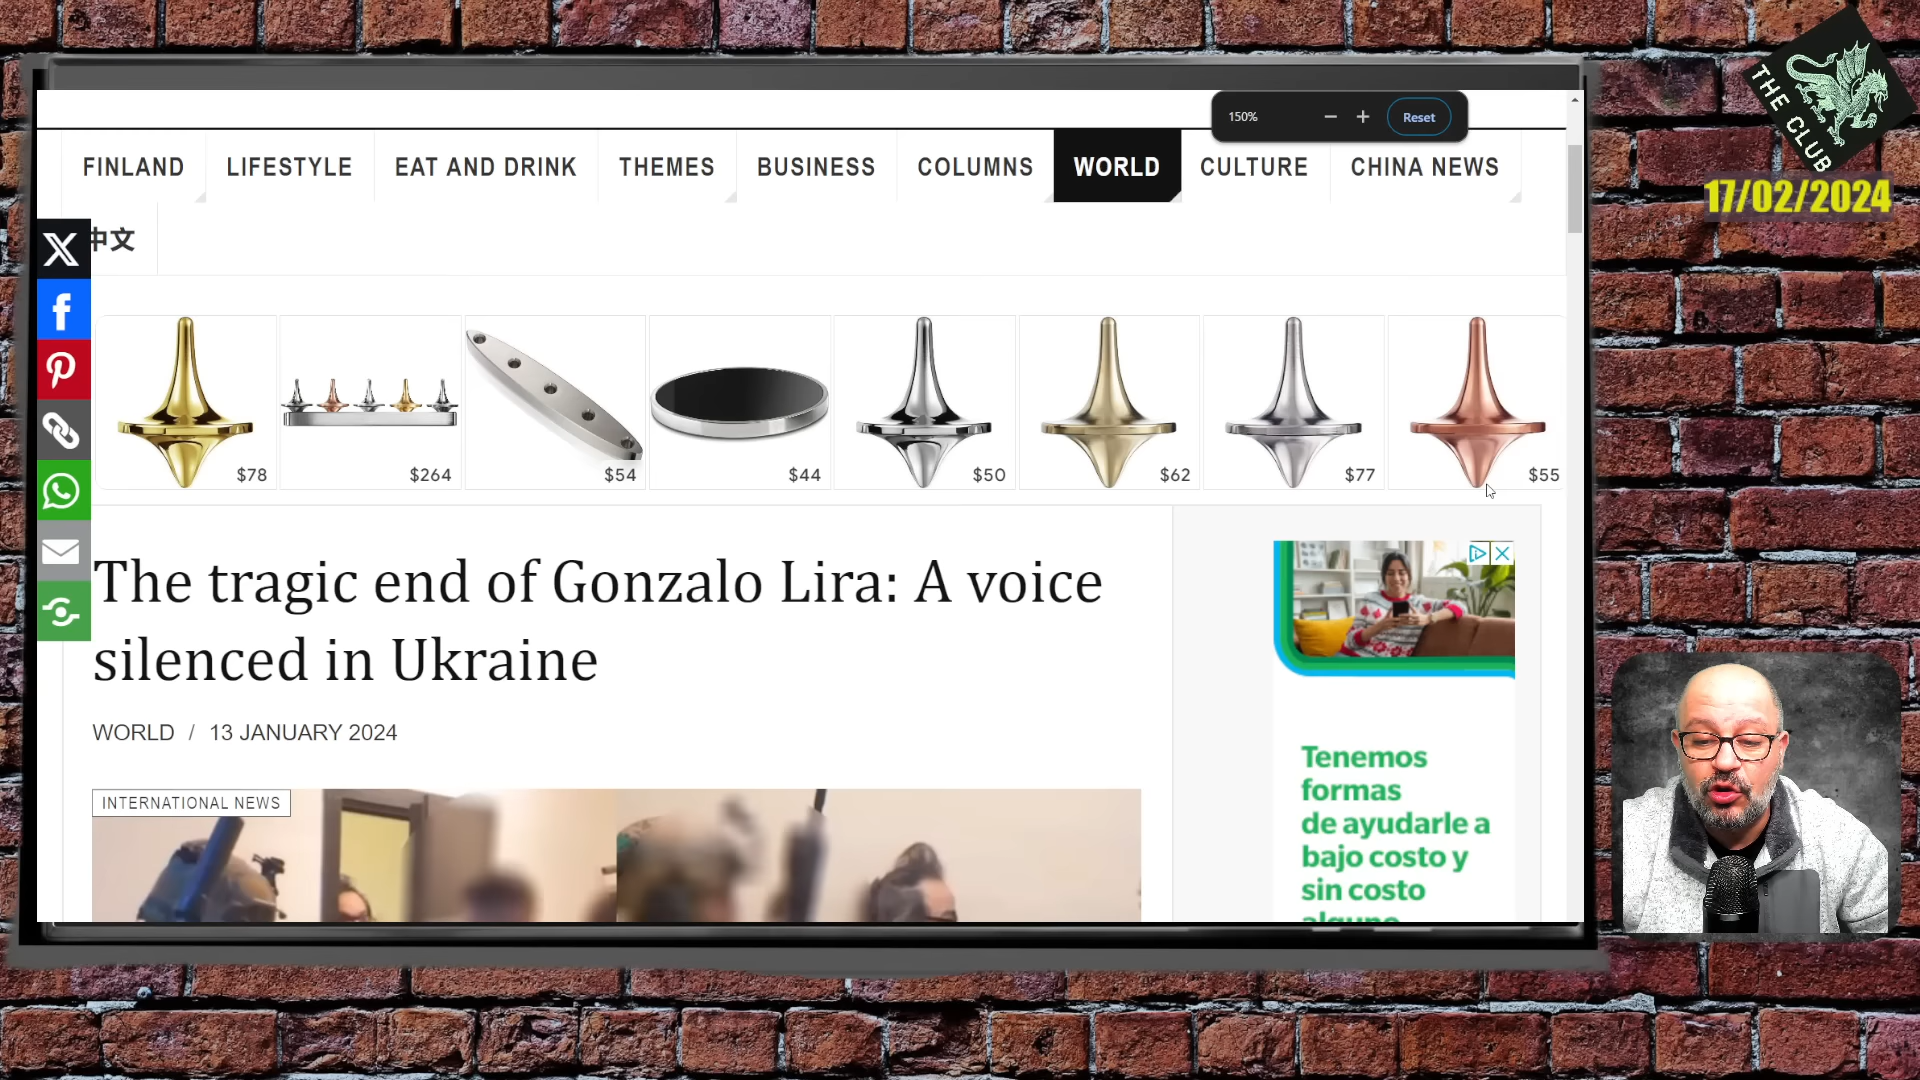 150%
Reset
THE CLUB
17/02/2024
FINLAND
LIFESTYLE
EAT AND DRINK
THEMES
BUSINESS
COLUMNS
WORLD
CULTURE
CHINA NEWS
中文
$78
$264
$54
$44
$50
$62
$77
$55
The tragic end of Gonzalo Lira: A voice
silenced in Ukraine
WORLD / 13 JANUARY 2024
INTERNATIONAL NEWS
Tenemos
formas
de ayudarle a
bajo costo y
sin costo
alguno